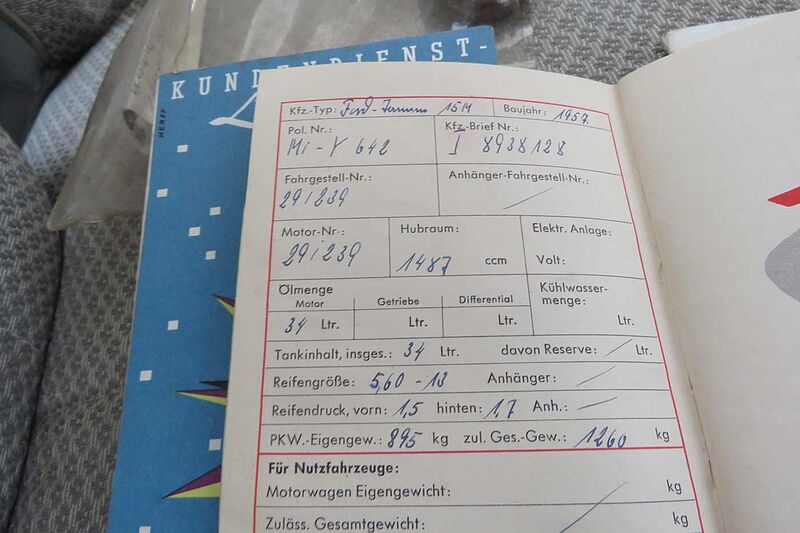 KUNDENDIENST-
HERFF
Kfz.-Typ: Ford-Taunus 15M Baujahr: 1957
Pol. Nr.: Kfz.-Brief Nr.:
Mi-Y 642 I 8938128
Fahrgestell-Nr.: Anhänger-Fahrgestell-Nr.:
291239 /
Motor-Nr.: Hubraum: Elektr. Anlage:
291239 1487 ccm Volt:
Ölmenge Kühlwasser-
Motor Getriebe Differential menge:
34 Ltr. Ltr. Ltr. Ltr.
Tankinhalt, insges.: 34 Ltr. davon Reserve: / Ltr.
Reifengröße: 5,60-13 Anhänger: /
Reifendruck, vorn: 1,5 hinten: 1,7 Anh.: /
PKW.-Eigengew.: 895 kg zul. Ges.-Gew.: 1260 kg
Für Nutzfahrzeuge:
Motorwagen Eigengewicht: kg
Zuläss. Gesamtgewicht: kg